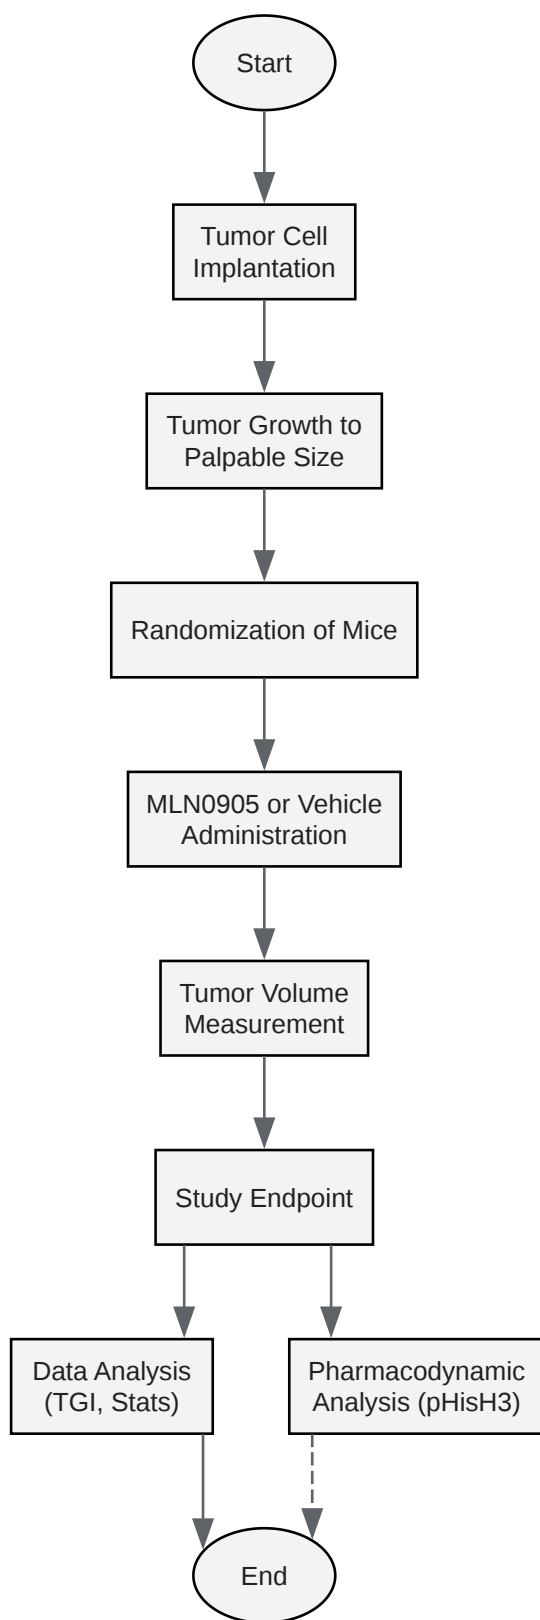 Start
Tumor Cell
Implantation
Tumor Growth to
Palpable Size
Randomization of Mice
MLN0905 or Vehicle
Administration
Tumor Volume
Measurement
Study Endpoint
Data Analysis
(TGI, Stats)
Pharmacodynamic
Analysis (pHisH3)
End